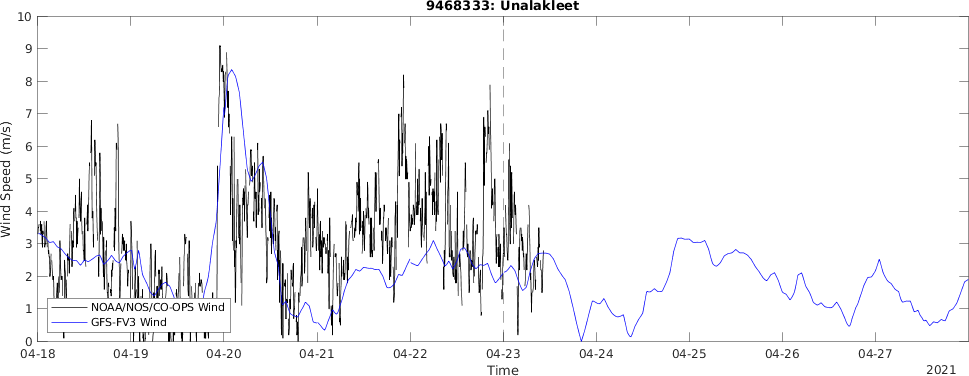 9468333: Unalakleet
10
9
8
7
6
5
4
3
2
1
0
Wind Speed (m/s)
NOAA/NOS/CO-OPS Wind
GFS-FV3 Wind
04-18 04-19 04-20 04-21 04-22 04-23 04-24 04-25 04-26 04-27
Time
2021